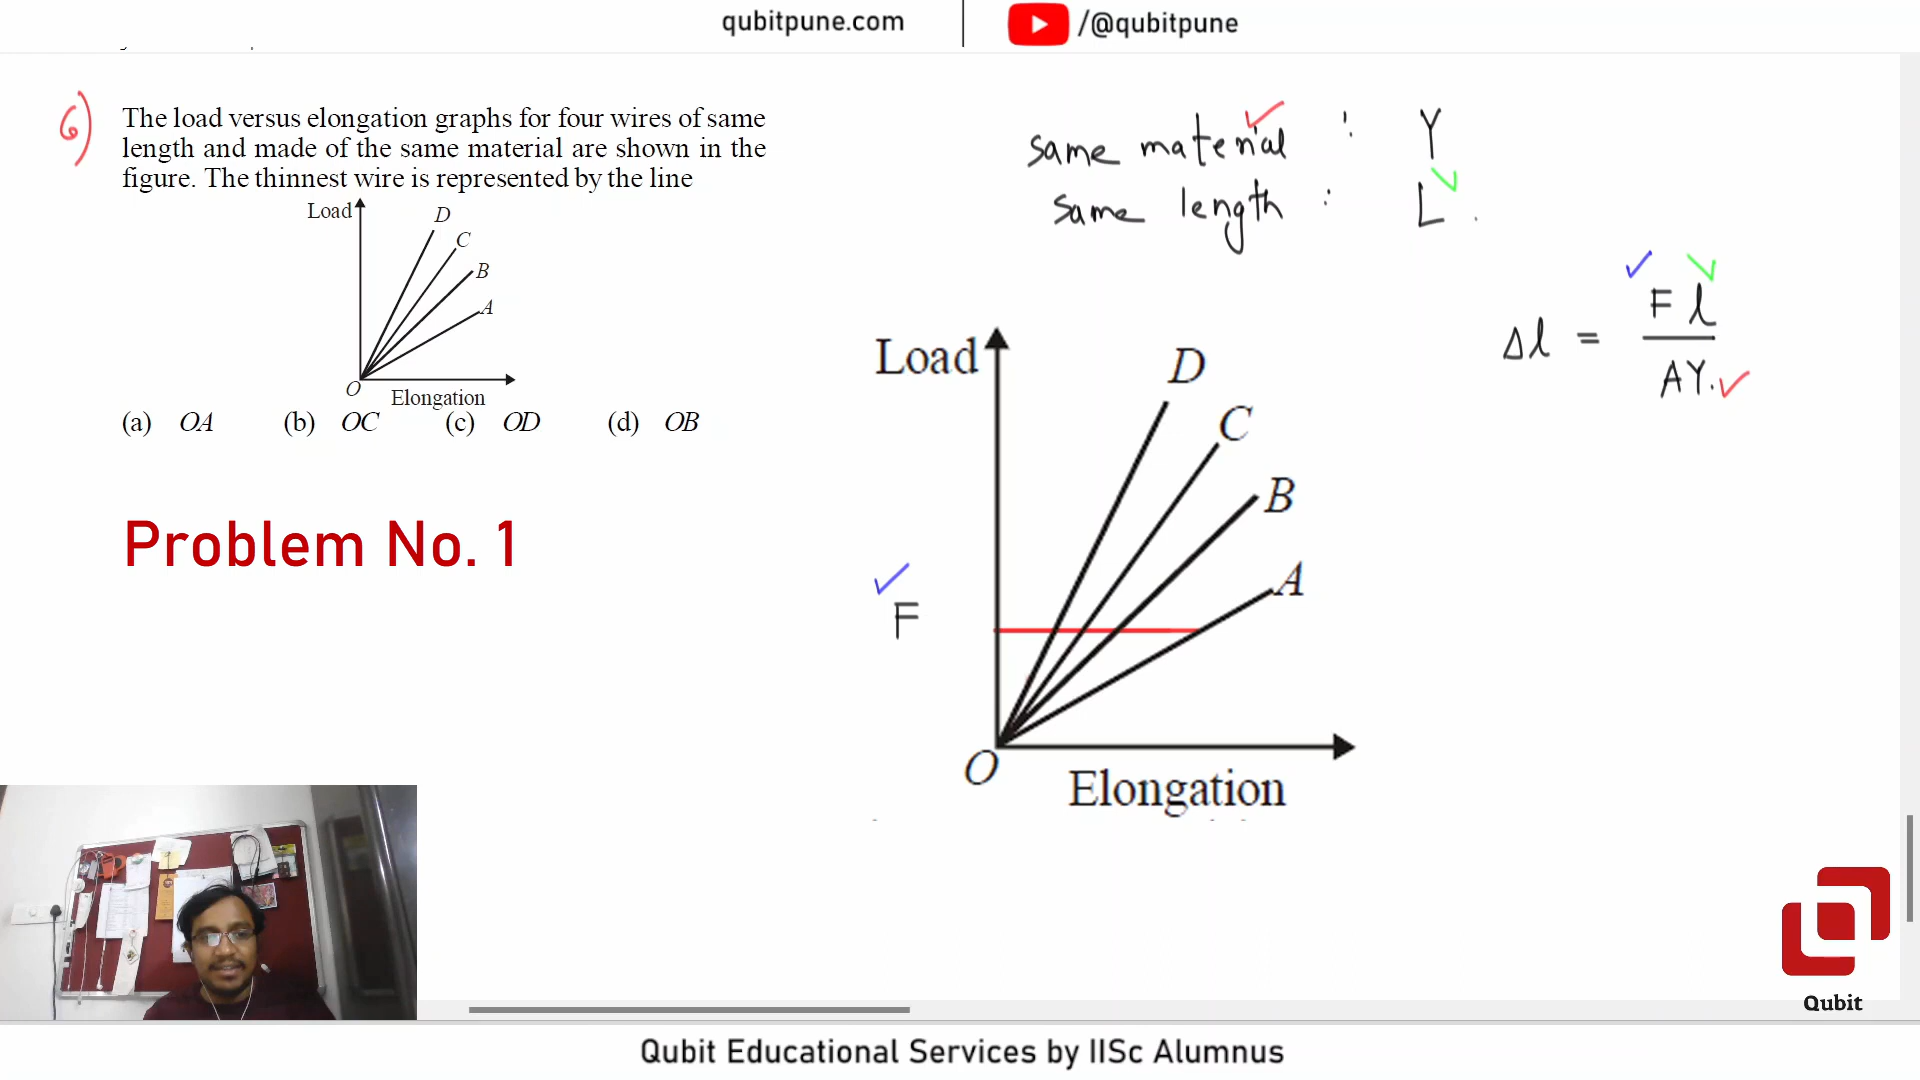 qubitpune.com
/@qubitpune
6)
The load versus elongation graphs for four wires of same
length and made of the same material are shown in the
figure. The thinnest wire is represented by the line
Load
D
C
B
A
O
Elongation
(a) OA (b) OC (c) OD (d) OB
Problem No. 1
same material : Y
same length : L
Δl = Fl
AY
Load
D
C
B
A
F
O
Elongation
Qubit
Qubit Educational Services by IISc Alumnus